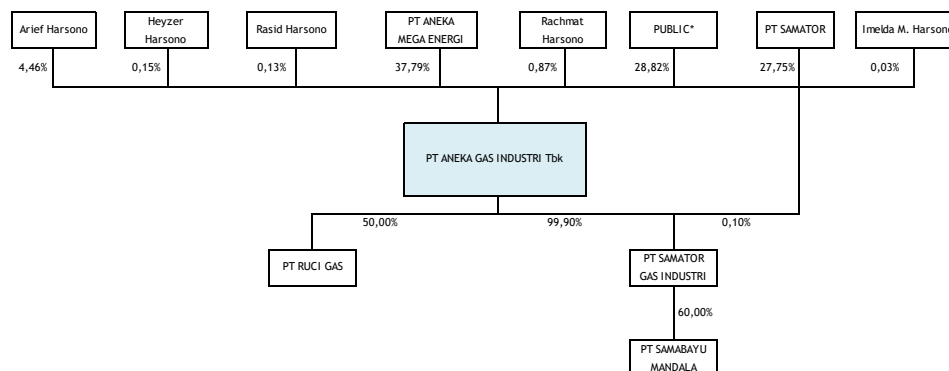 Arief Harsono
Heyzer
Harsono
Rasid Harsono
PT ANEKA
MEGA ENERGI
Rachmat
Harsono
PUBLIC*
PT SAMATOR
Imelda M. Harsono
4,46%
0,15%
0,13%
37,79%
0,87%
28,82%
27,75%
0,03%
PT ANEKA GAS INDUSTRI Tbk
50,00%
99,90%
0,10%
PT RUCI GAS
PT SAMATOR
GAS INDUSTRI
60,00%
PT SAMABAYU
MANDALA